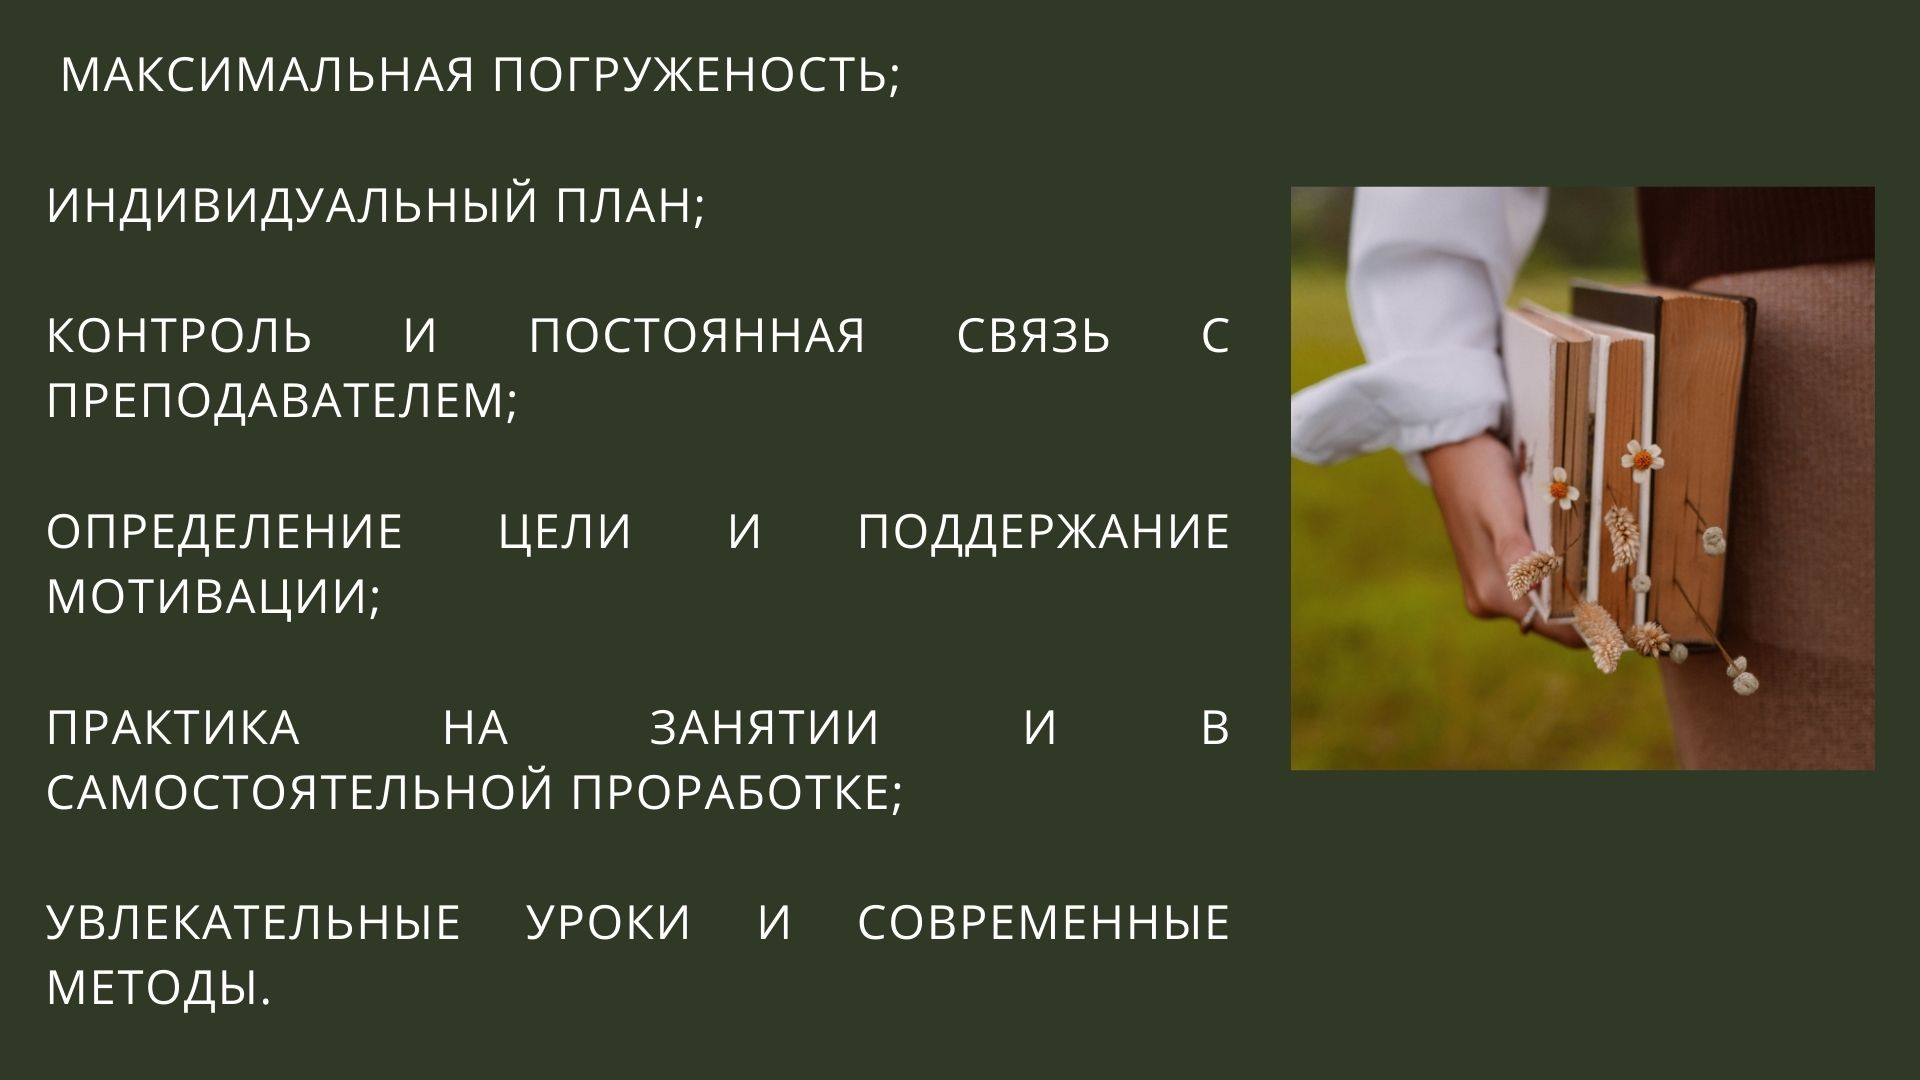 МАКСИМАЛЬНАЯ ПОГРУЖЕНОСТЬ;
ИНДИВИДУАЛЬНЫЙ ПЛАН;
КОНТРОЛЬ И ПОСТОЯННАЯ СВЯЗЬ С
ПРЕПОДАВАТЕЛЕМ;
ОПРЕДЕЛЕНИЕ ЦЕЛИ И ПОДДЕРЖАНИЕ
МОТИВАЦИИ;
ПРАКТИКА НА ЗАНЯТИИ И В
САМОСТОЯТЕЛЬНОЙ ПРОРАБОТКЕ;
УВЛЕКАТЕЛЬНЫЕ УРОКИ И СОВРЕМЕННЫЕ
МЕТОДЫ.